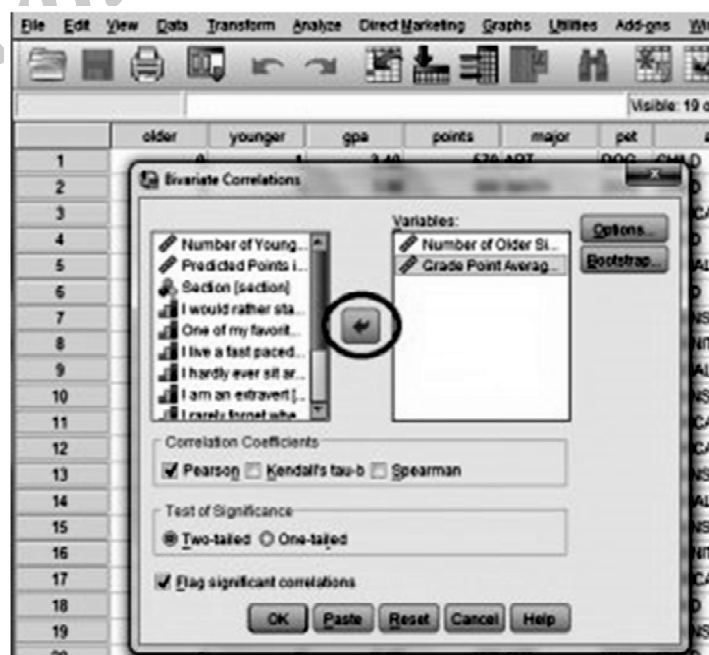 File Edit View Data Transform Analyze Direct Marketing Graphs Utilities Add-ons
Visible: 19 o
older younger gpa points major pet
1
2
3
4
5
6
7
8
9
10
11
12
13
14
15
16
17
18
19
Bivariate Correlations
Number of Young...
Predicted Points i...
Section [section]
I would rather sta...
One of my favorit...
I live a fast paced...
I hardly ever sit ar...
I am an extravert [...
I rarely forget whe...
Variables:
Number of Older Si...
Grade Point Averag...
Options...
Bootstrap...
Correlation Coefficients
Pearson Kendall's tau-b Spearman
Test of Significance
Two-tailed One-tailed
Flag significant correlations
OK Paste Reset Cancel Help